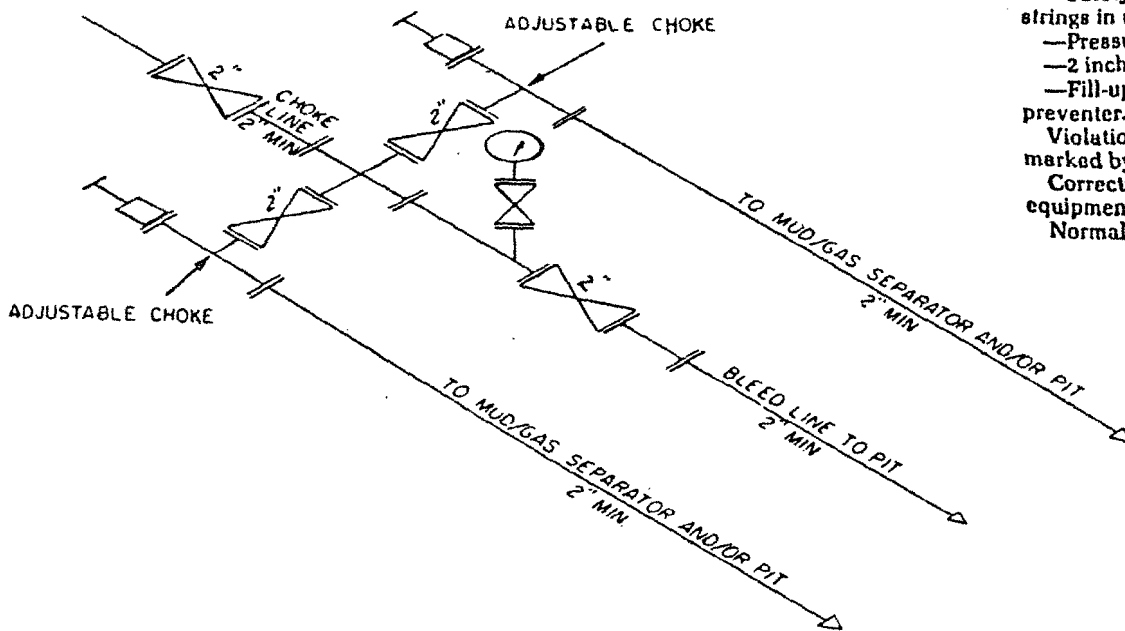 ADJUSTABLE CHOKE
2"
CHOKE
LINE
2" MIN
2"
2"
ADJUSTABLE CHOKE
2"
TO MUD/GAS SEPARATOR AND/OR PIT
2" MIN
BLEED LINE TO PIT
2" MIN
TO MUD/GAS SEPARATOR AND/OR PIT
2" MIN.
strings in
—Pressu
—2 inch
—Fill-up
preventer.
Violatio
marked by
Correct
equipmen
Normal